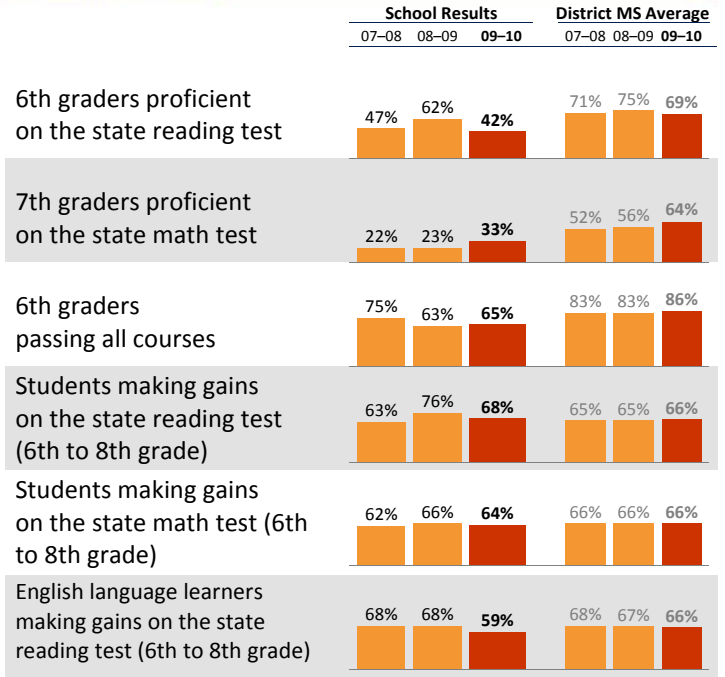 School Results District MS Average
07–08 08–09 09–10 07–08 08–09 09–10
6th graders proficient
on the state reading test
47% 62% 42% 71% 75% 69%
7th graders proficient
on the state math test
22% 23% 33% 52% 56% 64%
6th graders
passing all courses
75% 63% 65% 83% 83% 86%
Students making gains
on the state reading test
(6th to 8th grade)
63% 76% 68% 65% 65% 66%
Students making gains
on the state math test (6th
to 8th grade)
62% 66% 64% 66% 66% 66%
English language learners
making gains on the state
reading test (6th to 8th grade)
68% 68% 59% 68% 67% 66%